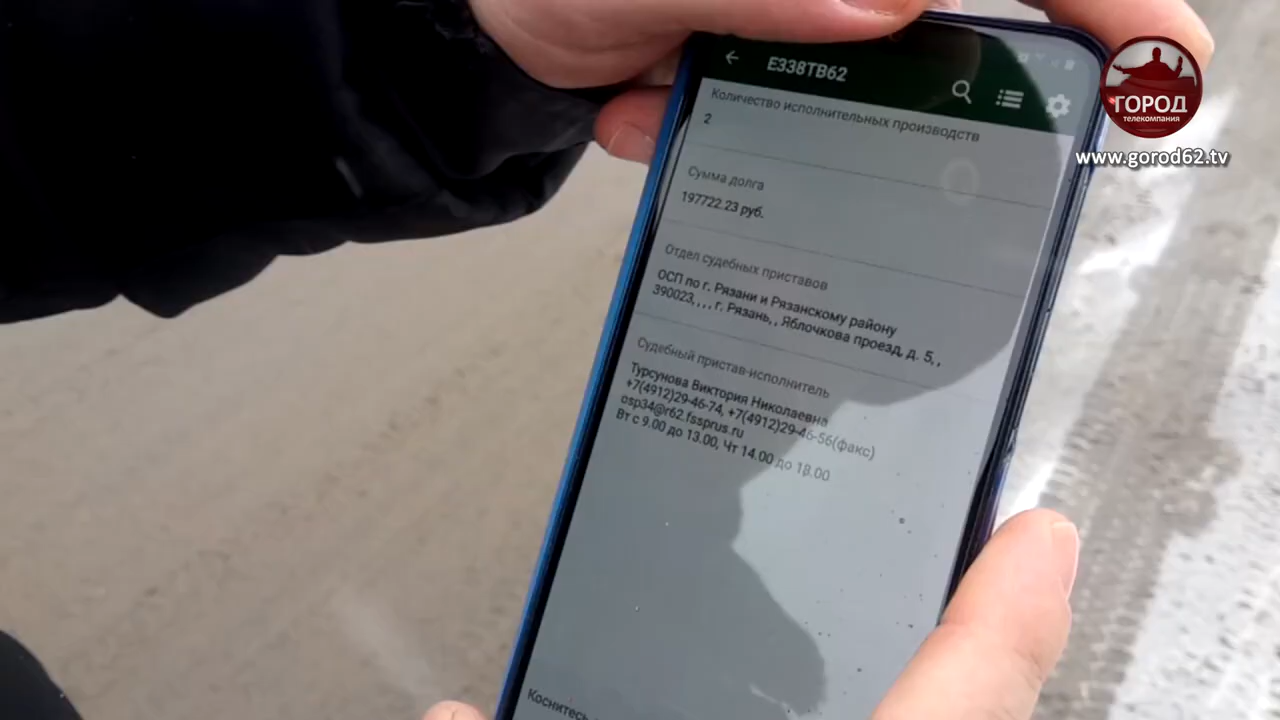 E338TB62
Количество исполнительных производств
2
Сумма долга
197722.23 руб.
Отдел судебных приставов
ОСП по г. Рязани и Рязанскому району
390023, , , , г. Рязань, , Яблочкова проезд, д. 5, ,
Судебный пристав-исполнитель
Турсунова Виктория Николаевна
+7(4912)29-46-74, +7(4912)29-46-56(факс)
osp34@r62.fssprus.ru
Вт с 9.00 до 13.00, Чт 14.00 до 18.00
Коснитесь
ГОРОД
телекомпания
www.gorod62.tv